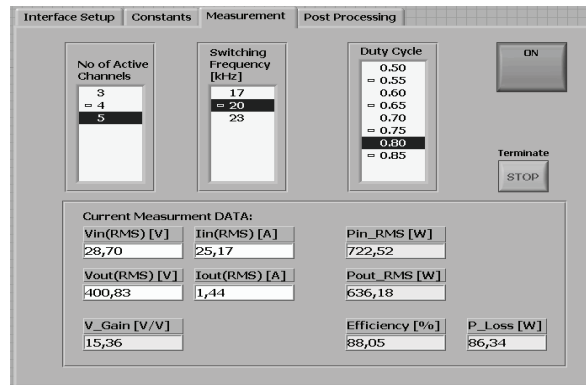 Interface Setup Constants Measurement Post Processing
No of Active
Channels
3
4
5
Switching
Frequency
[kHz]
17
20
23
Duty Cycle
0.50
0.55
0.60
0.65
0.70
0.75
0.80
0.85
ON
Terminate
STOP
Current Measurment DATA:
Vin(RMS) [V] Iin(RMS) [A] Pin_RMS [W]
28,70 25,17 722,52
Vout(RMS) [V] Iout(RMS) [A] Pout_RMS [W]
400,83 1,44 636,18
V_Gain [V/V] Efficiency [%] P_Loss [W]
15,36 88,05 86,34